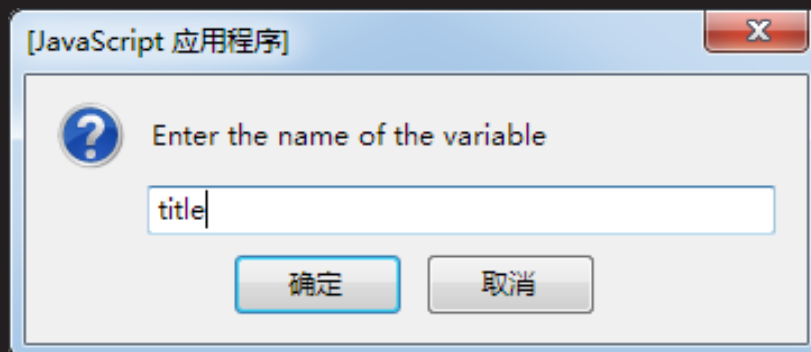 [JavaScript 应用程序]
Enter the name of the variable
title
确定 取消